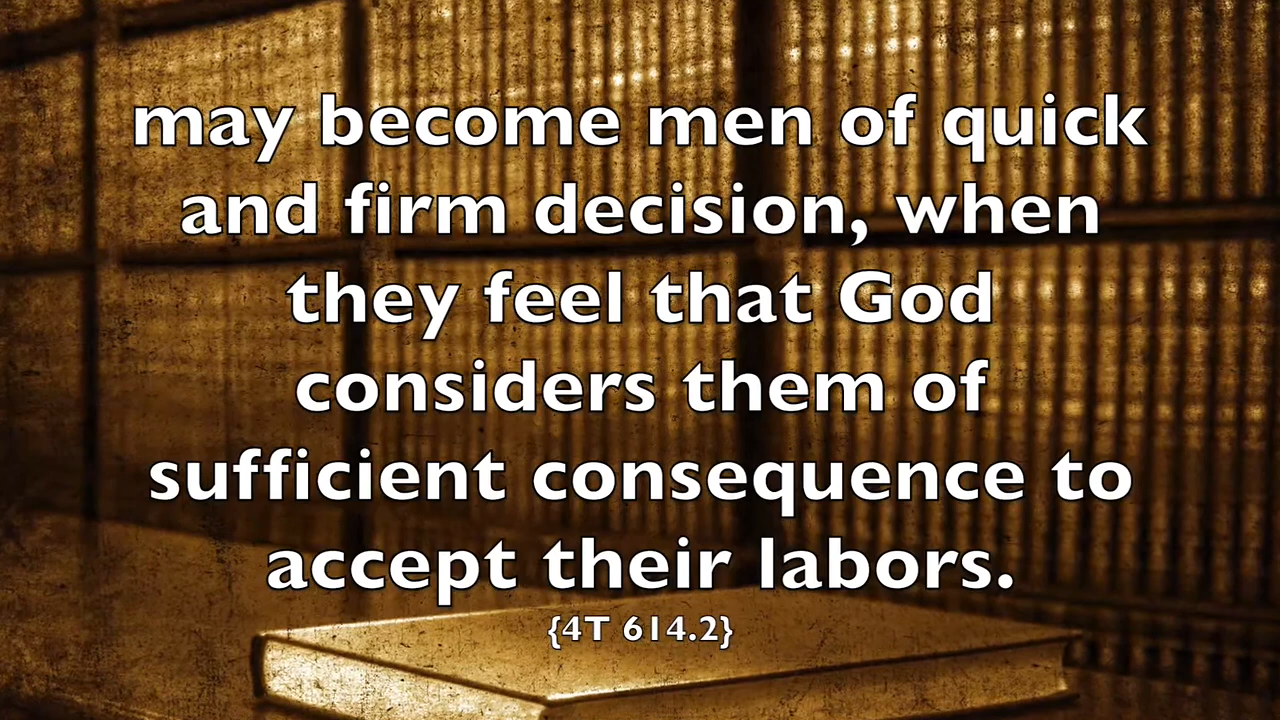 may become men of quick
and firm decision, when
they feel that God
considers them of
sufficient consequence to
accept their labors.
{4T 614.2}